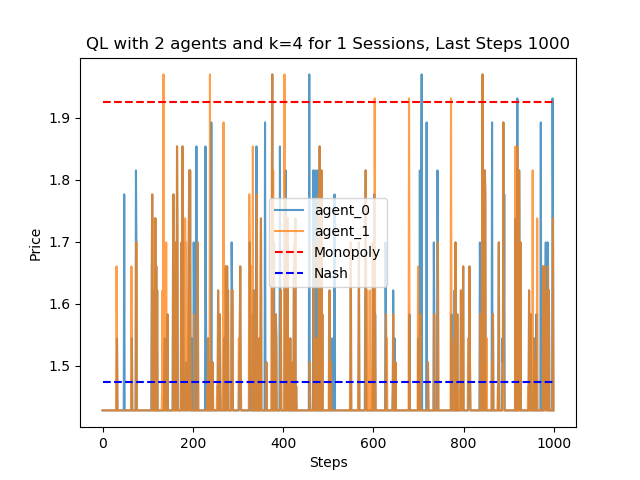 QL with 2 agents and k=4 for 1 Sessions, Last Steps 1000
1.9
1.8
1.7
1.6
1.5
Price
agent_0
agent_1
Monopoly
Nash
0 200 400 600 800 1000
Steps